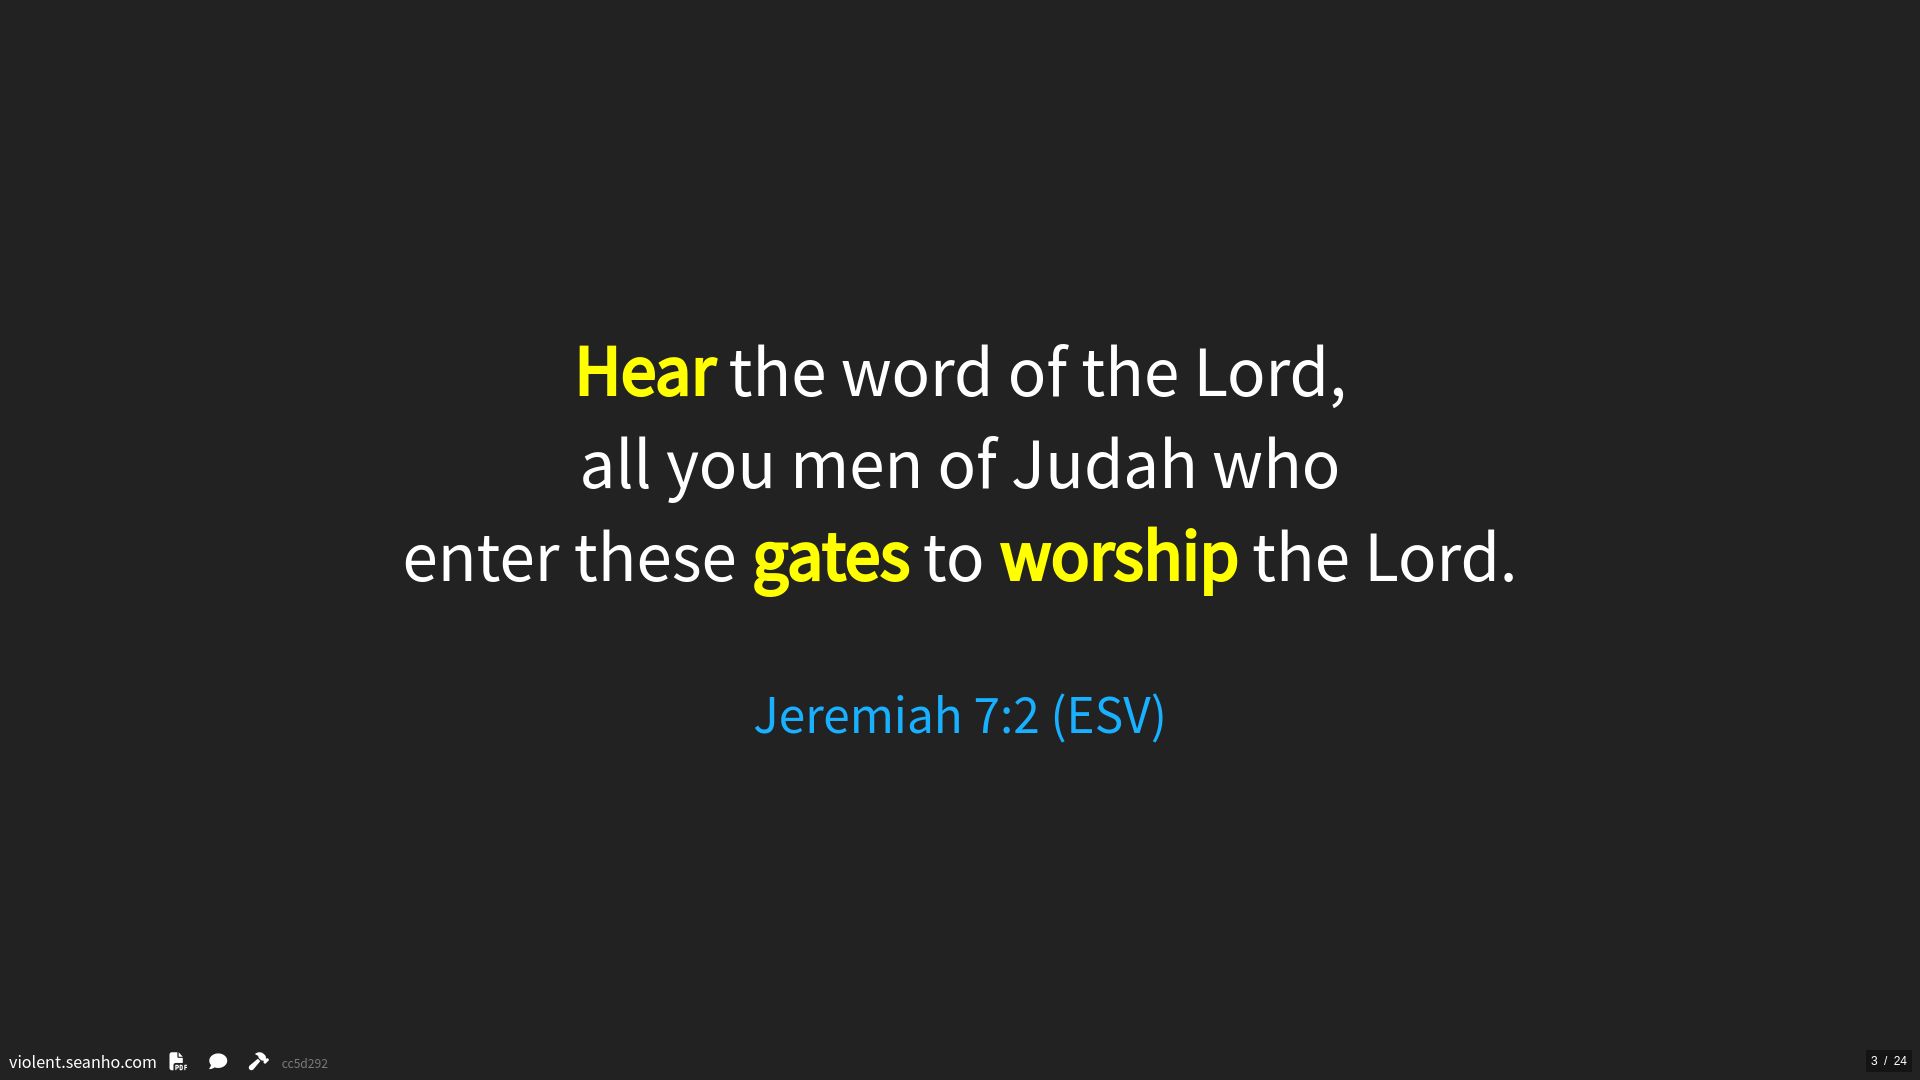 Hear the word of the Lord,
all you men of Judah who
enter these gates to worship the Lord.
Jeremiah 7:2 (ESV)
violent.seanho.com PDF cc5d292
3 / 24